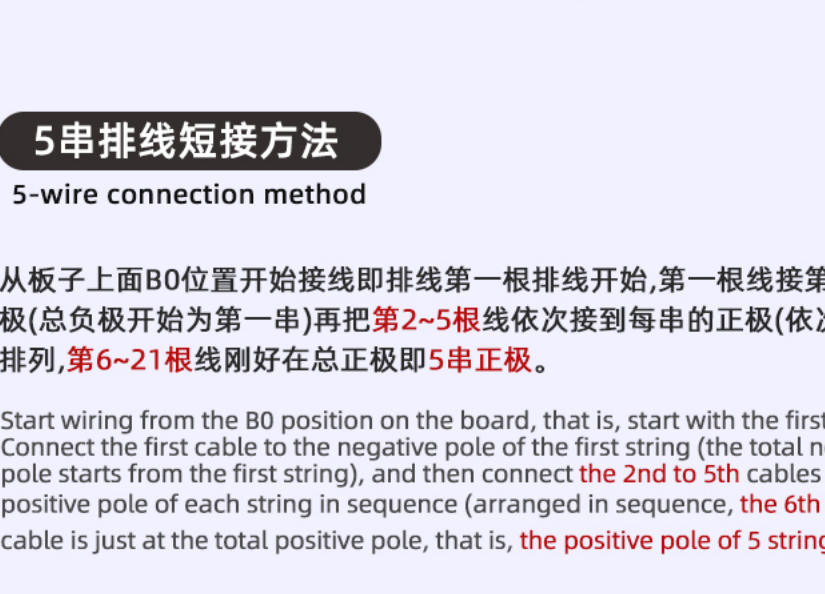 5串排线短接方法
5-wire connection method
从板子上面B0位置开始接线即排线第一根排线开始,第一根线接第
极(总负极开始为第一串)再把第2~5根线依次接到每串的正极(依次
排列,第6~21根线刚好在总正极即5串正极。
Start wiring from the B0 position on the board, that is, start with the first
Connect the first cable to the negative pole of the first string (the total
pole starts from the first string), and then connect the 2nd to 5th cables
positive pole of each string in sequence (arranged in sequence, the 6th
cable is just at the total positive pole, that is, the positive pole of 5 string